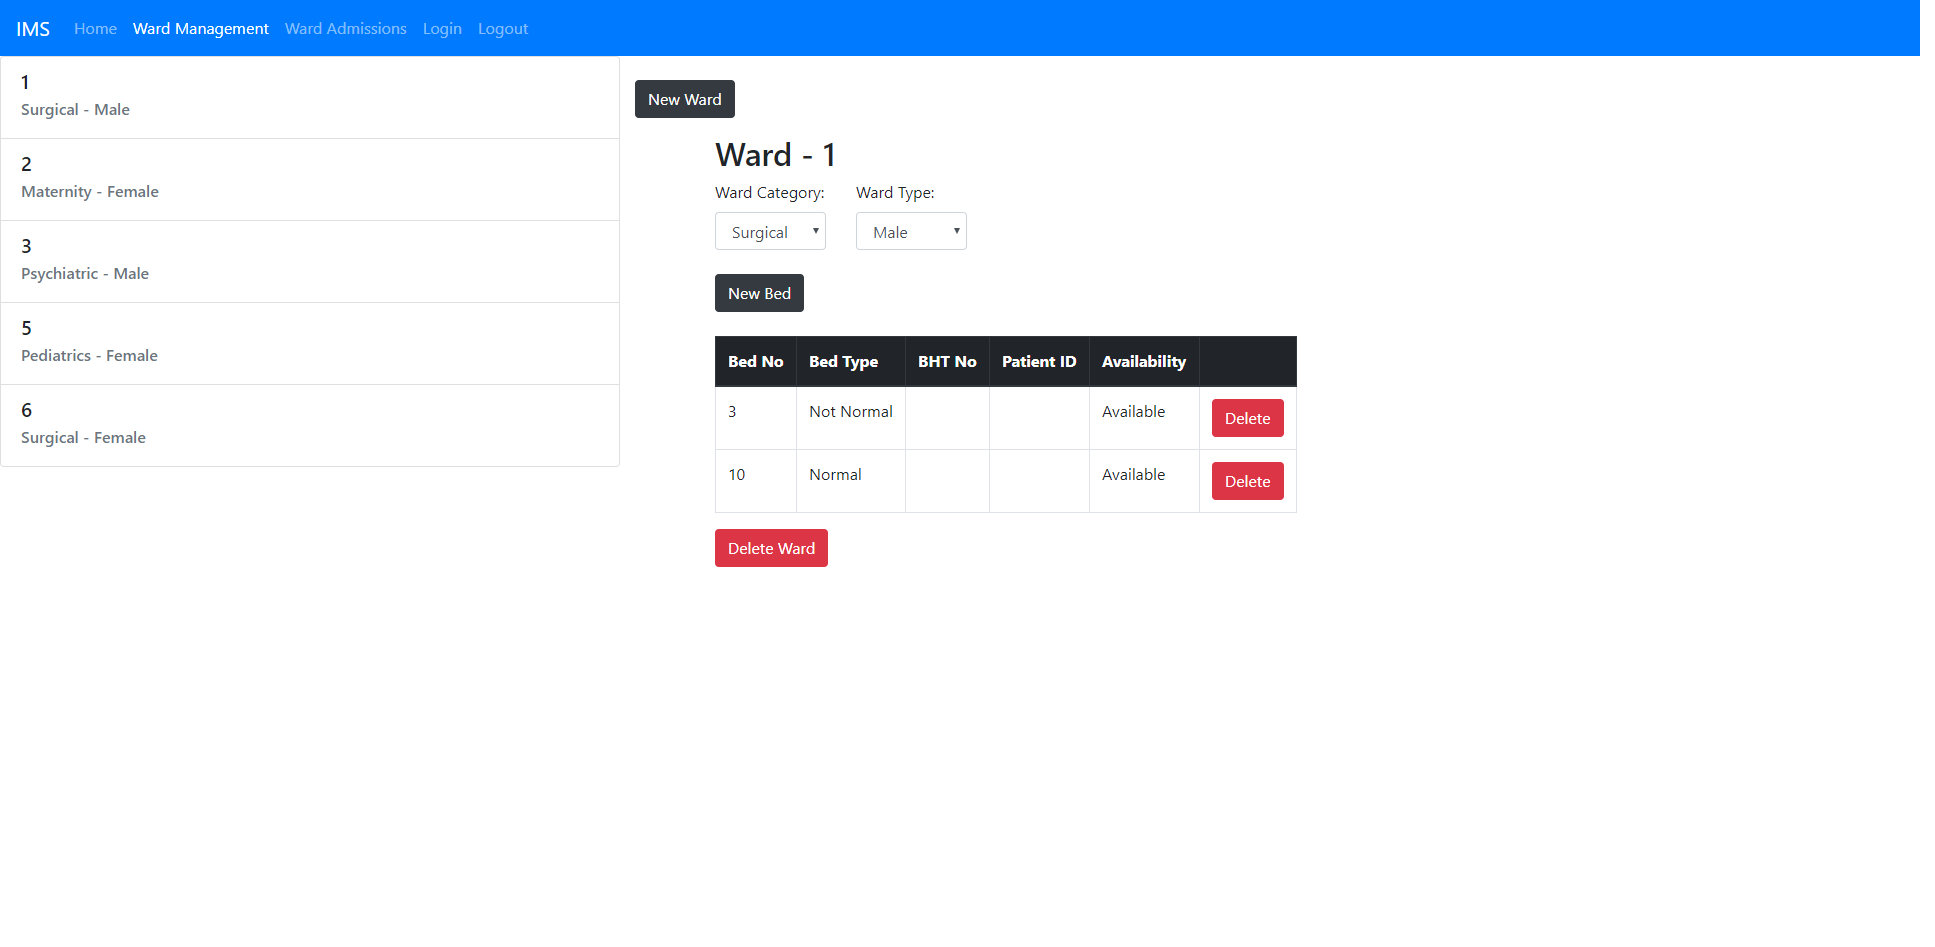 IMS Home Ward Management Ward Admissions Login Logout
1
Surgical - Male
2
Maternity - Female
3
Psychiatric - Male
5
Pediatrics - Female
6
Surgical - Female
New Ward
Ward - 1
Ward Category: Ward Type:
Surgical Male
New Bed
Bed No Bed Type BHT No Patient ID Availability
3 Not Normal Available Delete
10 Normal Available Delete
Delete Ward